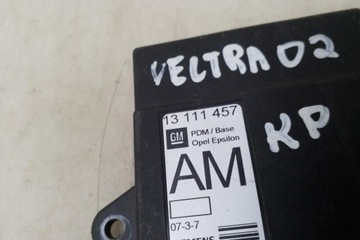 VECTRA 02
KP
13 111 457
GM
PDM / Base
Opel Epsilon
AM
07-3-7